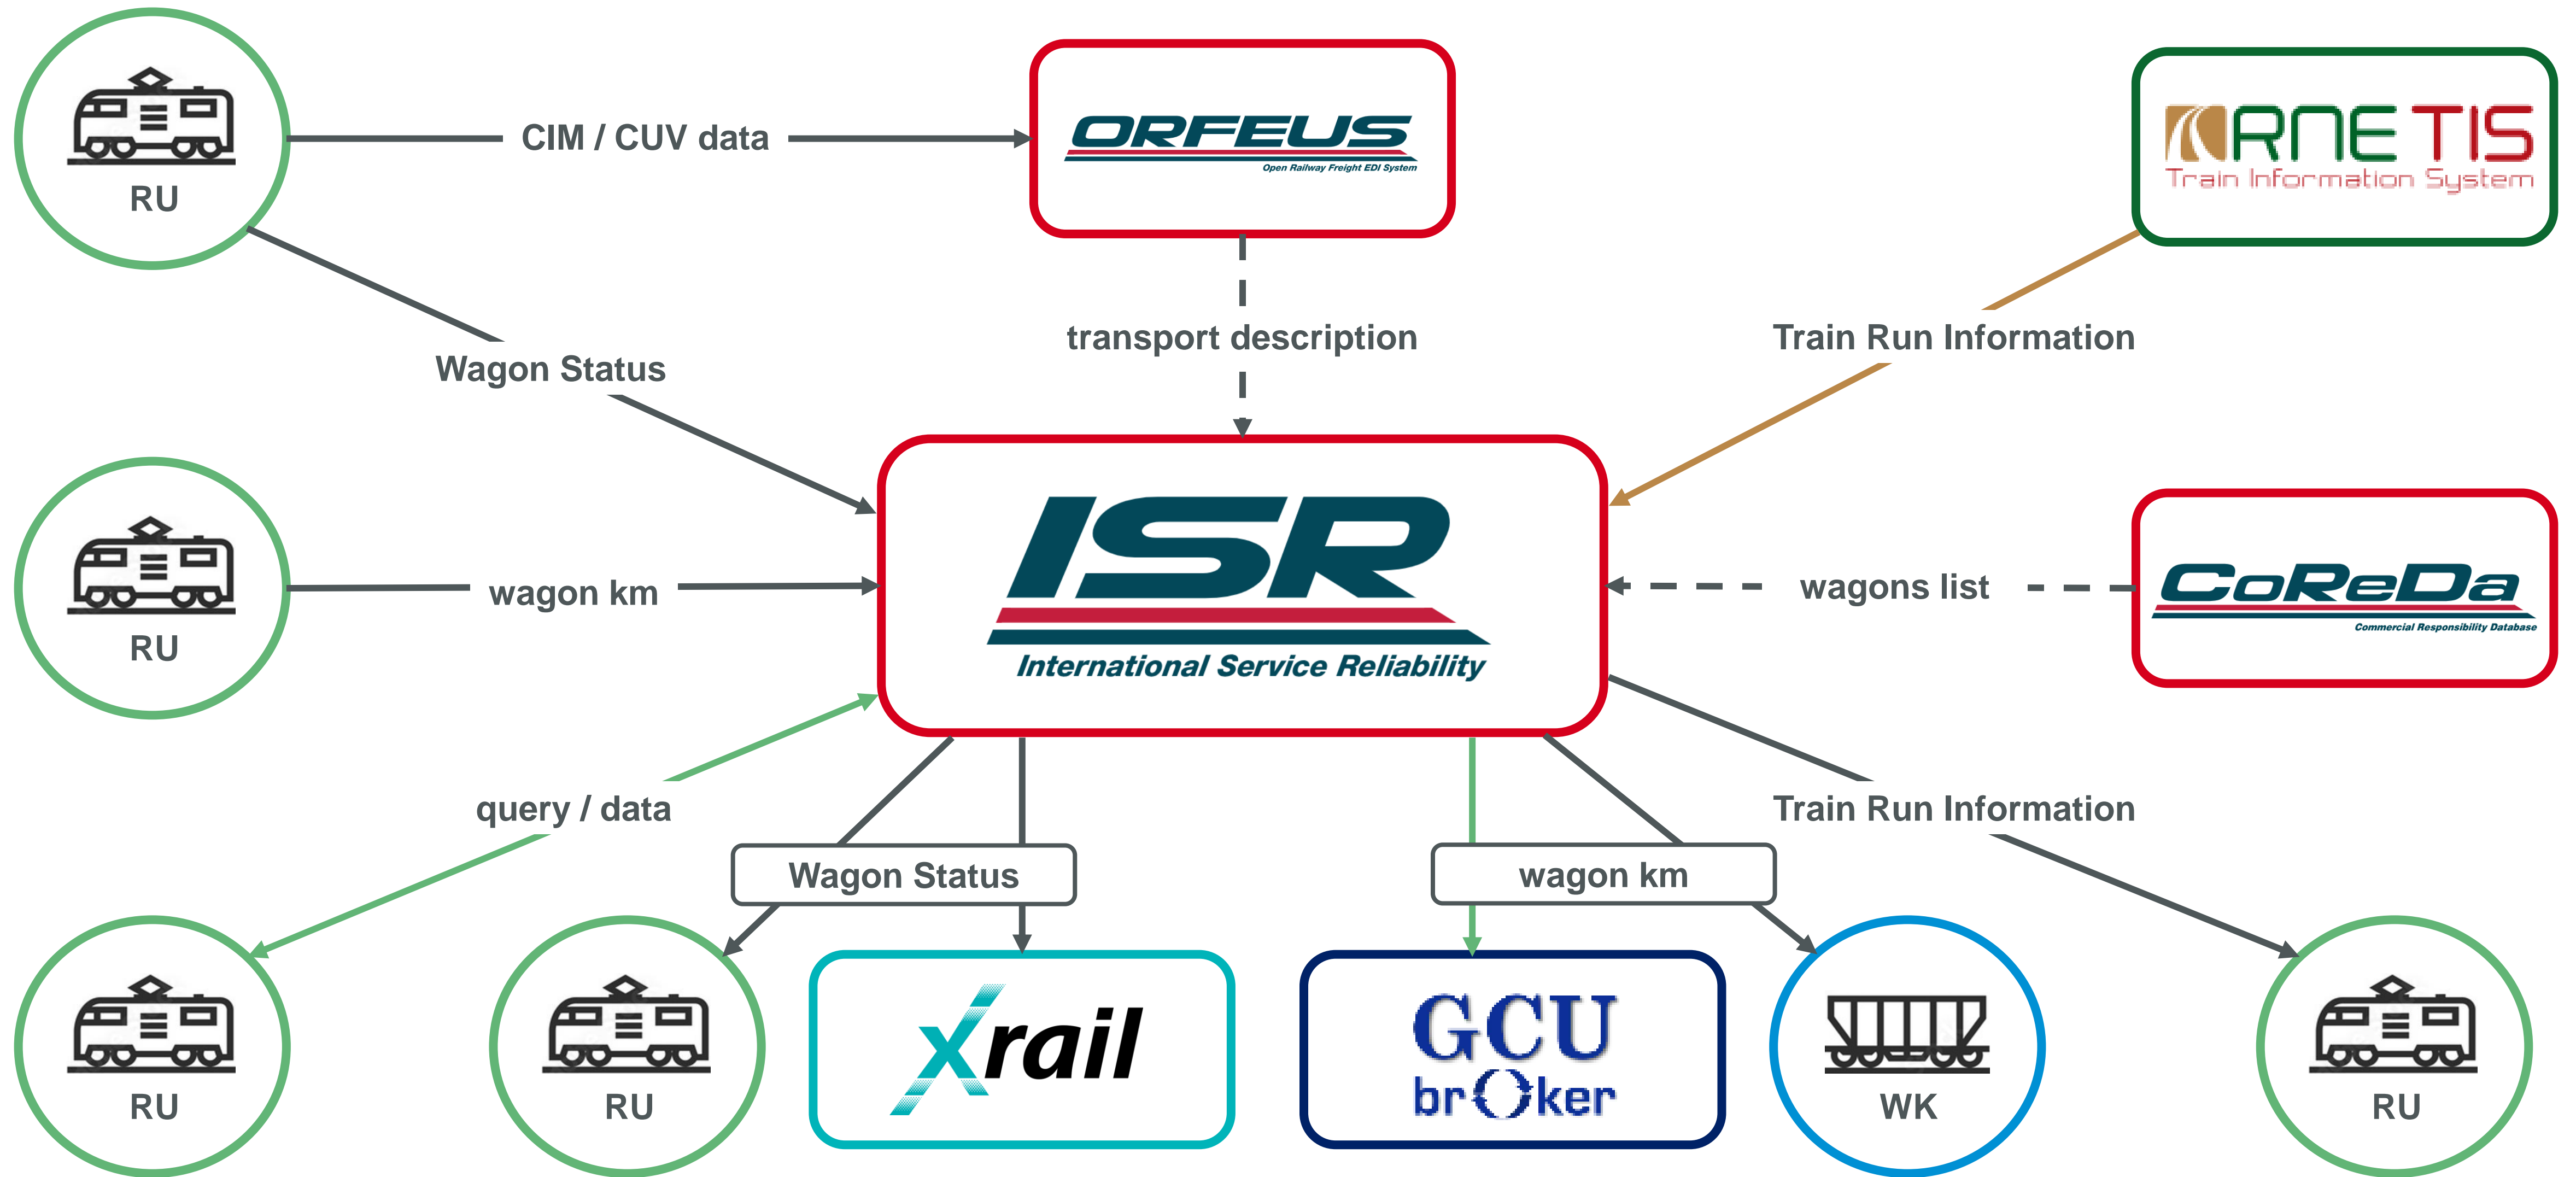 RU
CIM / CUV data
ORFEUS
Open Railway Freight EDI System
RNE TIS
Train Information System
Wagon Status
transport description
Train Run Information
RU
wagon km
ISR
International Service Reliability
wagons list
CoReDa
Commercial Responsibility Database
query / data
Train Run Information
Wagon Status
wagon km
RU
RU
xrail
GCU
broker
WK
RU